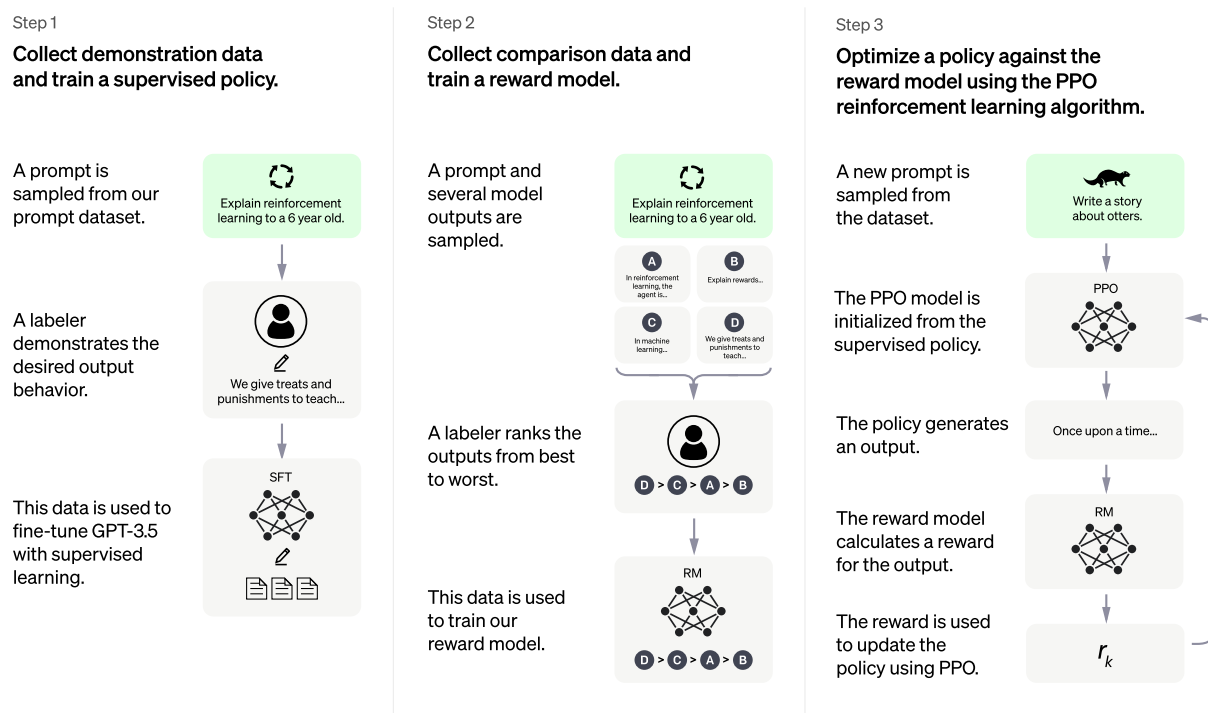 Step 1
Collect demonstration data
and train a supervised policy.
A prompt is
sampled from our
prompt dataset.
Explain reinforcement
learning to a 6 year old.
A labeler
demonstrates the
desired output
behavior.
We give treats and
punishments to teach...
This data is used to
fine-tune GPT-3.5
with supervised
learning.
SFT
Step 2
Collect comparison data and
train a reward model.
A prompt and
several model
outputs are
sampled.
Explain reinforcement
learning to a 6 year old.
A
In reinforcement
learning, the
agent is...
B
Explain rewards...
C
In machine
learning...
D
We give treats and
punishments to
teach...
A labeler ranks the
outputs from best
to worst.
D > C > A > B
This data is used
to train our
reward model.
RM
D > C > A > B
Step 3
Optimize a policy against the
reward model using the PPO
reinforcement learning algorithm.
A new prompt is
sampled from
the dataset.
Write a story
about otters.
The PPO model is
initialized from the
supervised policy.
PPO
The policy generates
an output.
Once upon a time...
The reward model
calculates a reward
for the output.
RM
The reward is used
to update the
policy using PPO.
rk